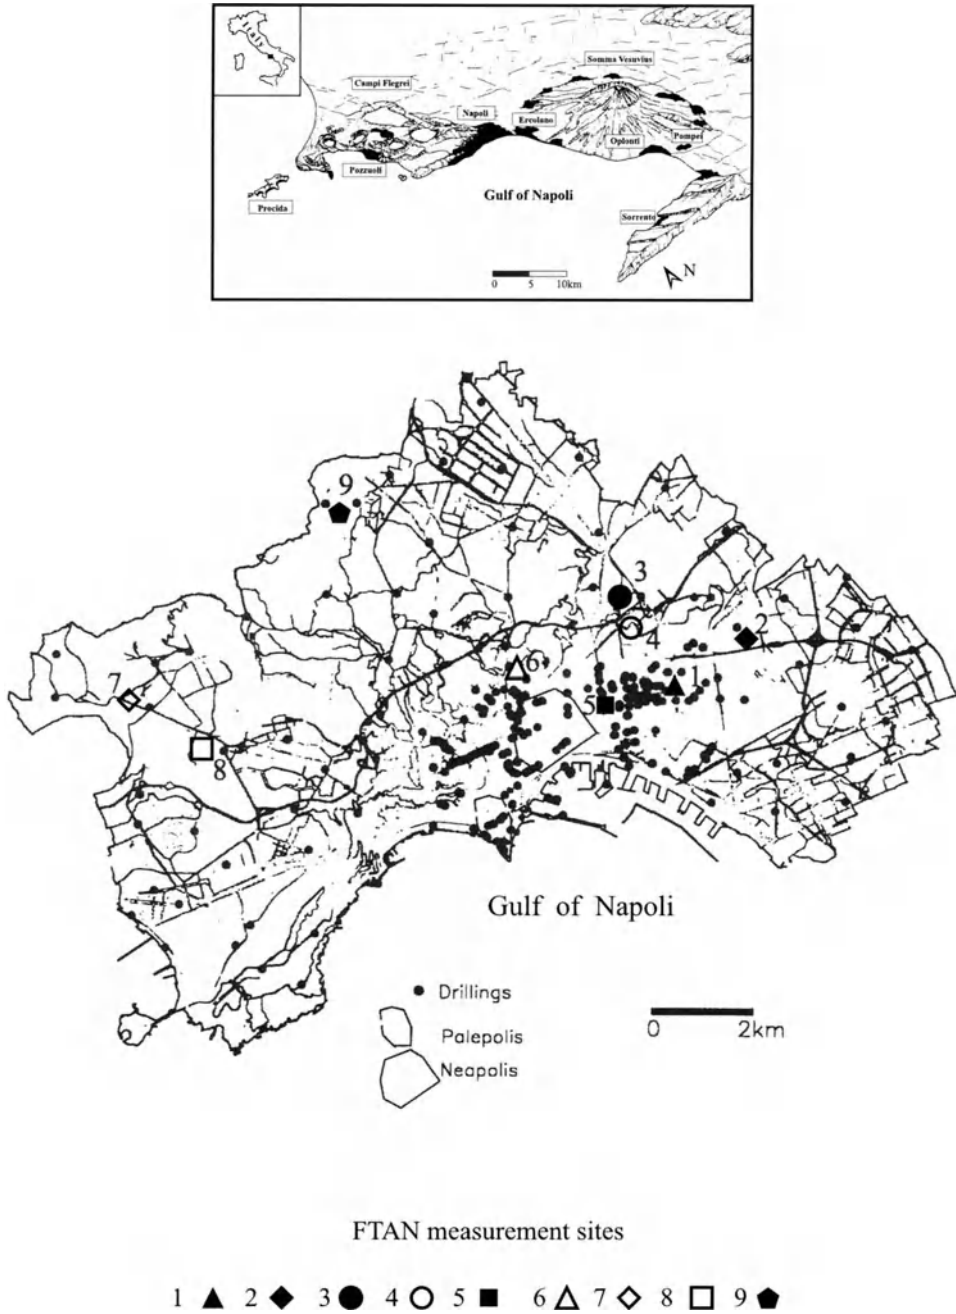 Italy
Somma Vesuvius
Campi Flegrei
Napoli
Ercolano
Pompei
Oplonti
Pozzuoli
Gulf of Napoli
Procida
Sorrento
N
0 5 10km
9
3
2
4
6
1
7
5
8
Gulf of Napoli
Drillings
Palepolis
Neapolis
0 2km
FTAN measurement sites
1 2 3 4 5 6 7 8 9